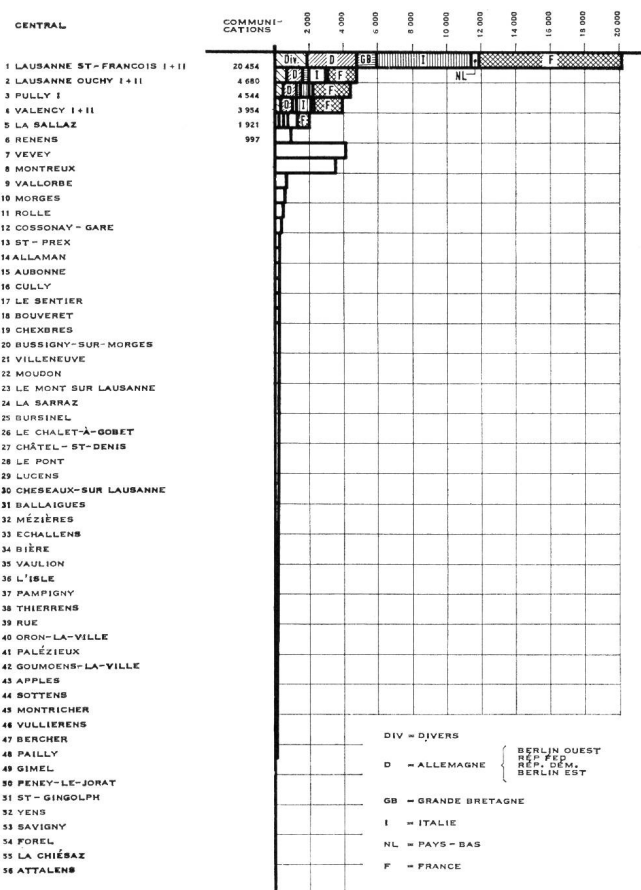 CENTRAL COMMUNI-CATIONS 2 000 4 000 6 000 8 000 10 000 12 000 14 000 16 000 18 000 20 000
Div. D GB I F
NL
D I F
D F
D I F
F
1 LAUSANNE ST-FRANCOIS I+II 20 454
2 LAUSANNE OUCHY I+II 4 680
3 PULLY I 4 544
4 VALENCY I+II 3 954
5 LA SALLAZ 1 921
6 RENENS 997
7 VEVEY
8 MONTREUX
9 VALLORBE
10 MORGES
11 ROLLE
12 COSSONAY-GARE
13 ST-PREX
14 ALLAMAN
15 AUBONNE
16 CULLY
17 LE SENTIER
18 BOUVERET
19 CHEXBRES
20 BUSSIGNY-SUR-MORGES
21 VILLENEUVE
22 MOUDON
23 LE MONT SUR LAUSANNE
24 LA SARRAZ
25 BURSINEL
26 LE CHALET-À-GOBET
27 CHÂTEL-ST-DENIS
28 LE PONT
29 LUCENS
30 CHESEAUX-SUR LAUSANNE
31 BALLAIGUES
32 MÉZIÈRES
33 ECHALLENS
34 BIÈRE
35 VAULION
36 L'ISLE
37 PAMPIGNY
38 THIERRENS
39 RUE
40 ORON-LA-VILLE
41 PALÉZIEUX
42 GOUMOENS-LA-VILLE
43 APPLES
44 SOTTENS
45 MONTRICHER
46 VULLIERENS
47 BERCHER
48 PAILLY
49 GIMEL
50 PENEY-LE-JORAT
51 ST-GINGOLPH
52 YENS
53 SAVIGNY
54 FOREL
55 LA CHIÉSAZ
56 ATTALENS
DIV = DIVERS
D = ALLEMAGNE { BERLIN OUEST
RÉP FED
RÉP. DÉM.
BERLIN EST
GB = GRANDE BRETAGNE
I = ITALIE
NL = PAYS-BAS
F = FRANCE